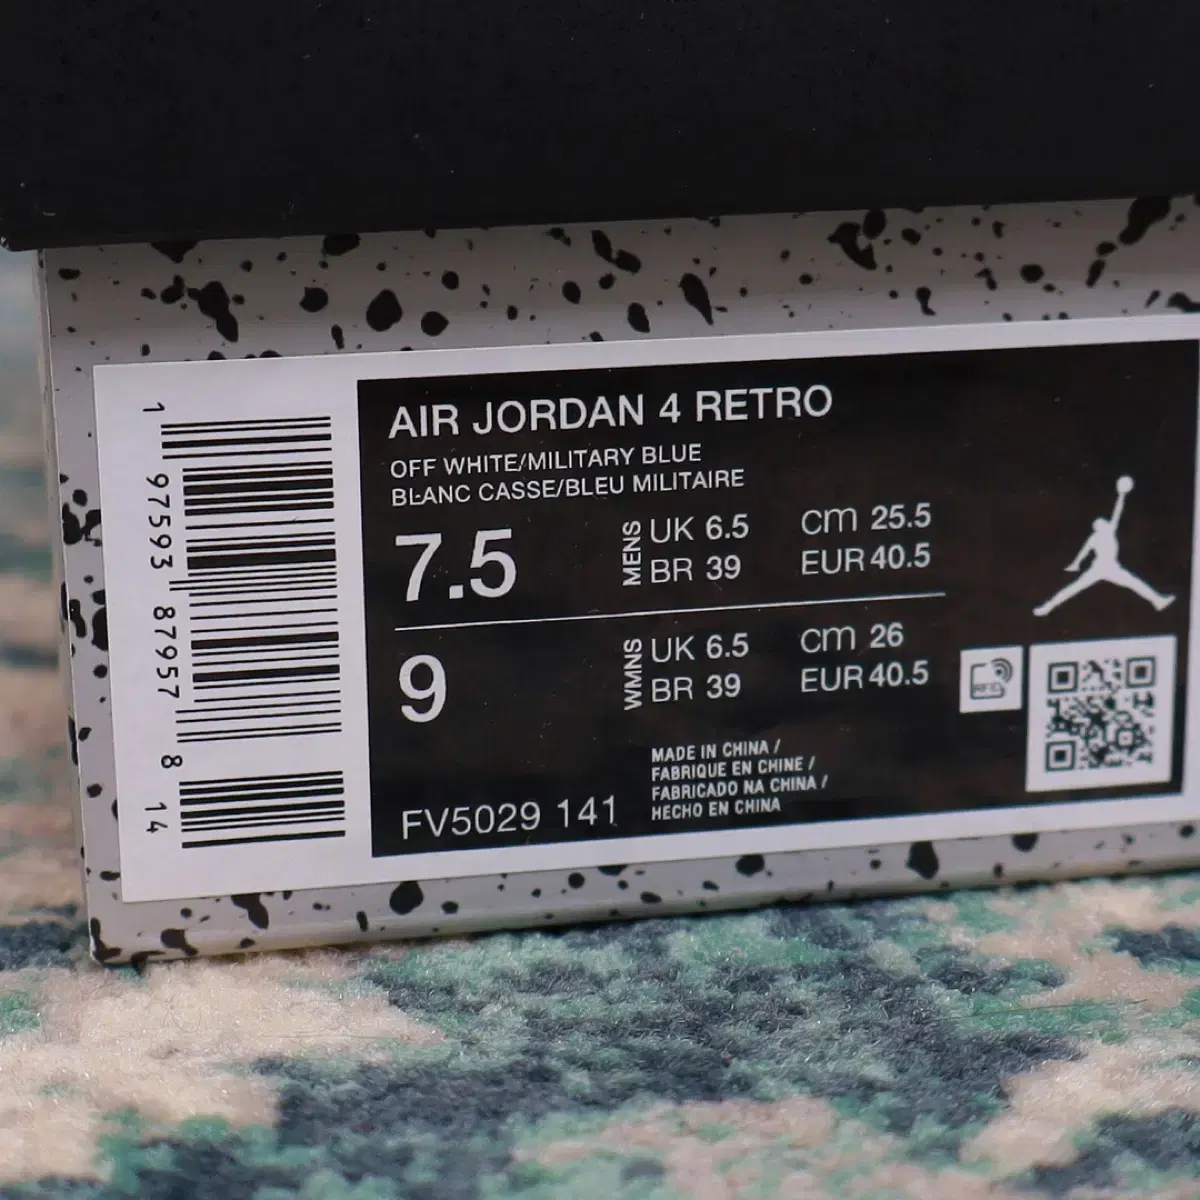 1 97593 87957 8 14
AIR JORDAN 4 RETRO
OFF WHITE/MILITARY BLUE
BLANC CASSE/BLEU MILITAIRE
7.5
MENS
UK 6.5
BR 39
cm 25.5
EUR 40.5
9
WMNS
UK 6.5
BR 39
cm 26
EUR 40.5
MADE IN CHINA /
FABRIQUE EN CHINE /
FABRICADO NA CHINA /
HECHO EN CHINA
FV5029 141
RFID